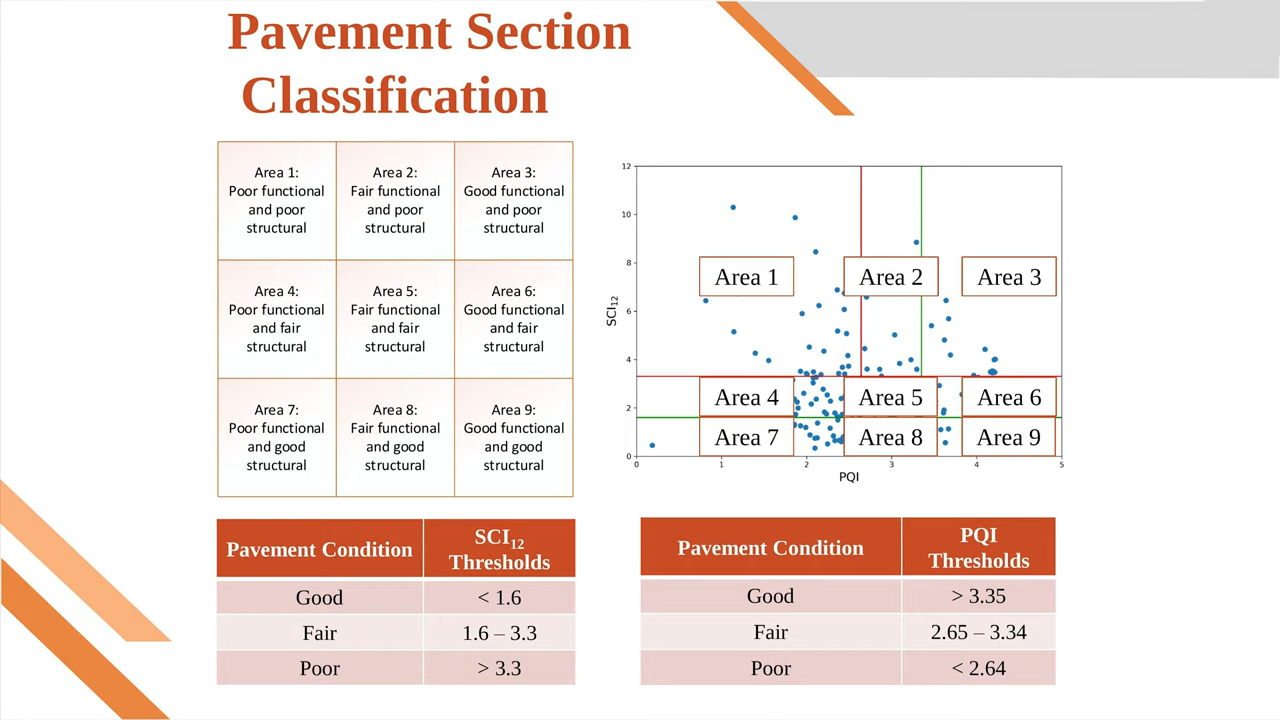 Pavement Section
Classification
Area 1:
Poor functional
and poor
structural
Area 2:
Fair functional
and poor
structural
Area 3:
Good functional
and poor
structural
Area 4:
Poor functional
and fair
structural
Area 5:
Fair functional
and fair
structural
Area 6:
Good functional
and fair
structural
Area 7:
Poor functional
and good
structural
Area 8:
Fair functional
and good
structural
Area 9:
Good functional
and good
structural
12
10
8
6
4
2
0
SCI₁₂
Area 1
Area 2
Area 3
Area 4
Area 5
Area 6
Area 7
Area 8
Area 9
0 1 2 3 4 5
PQI
Pavement Condition
SCI₁₂
Thresholds
Good < 1.6
Fair 1.6 – 3.3
Poor > 3.3
Pavement Condition
PQI
Thresholds
Good > 3.35
Fair 2.65 – 3.34
Poor < 2.64